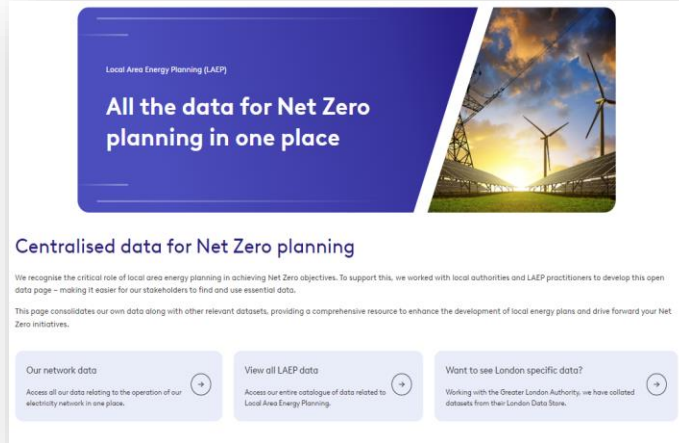 Local Area Energy Planning (LAEP)
All the data for Net Zero
planning in one place
Centralised data for Net Zero planning
We recognise the critical role of local area energy planning in achieving Net Zero objectives. To support this, we worked with local authorities and LAEP practitioners to develop this open
data page – making it easier for our stakeholders to find and use essential data.
This page consolidates our own data along with other relevant datasets, providing a comprehensive resource to enhance the development of local energy plans and drive forward your Net
Zero initiatives.
Our network data
Access all our data relating to the operation of our
electricity network in one place.
View all LAEP data
Access our entire catalogue of data related to
Local Area Energy Planning.
Want to see London specific data?
Working with the Greater London Authority, we have collated
datasets from their London Data Store.